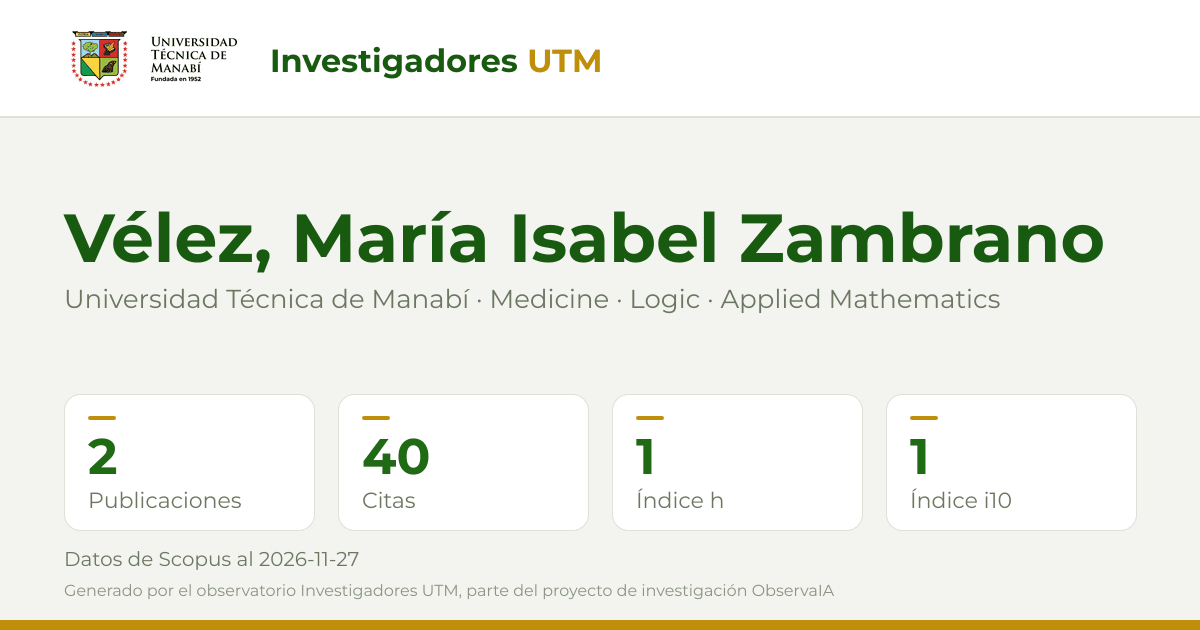 UNIVERSIDAD
TÉCNICA DE
MANABÍ
Fundada en 1952
Investigadores UTM
Vélez, María Isabel Zambrano
Universidad Técnica de Manabí · Medicine · Logic · Applied Mathematics
2
Publicaciones
40
Citas
1
Índice h
1
Índice i10
Datos de Scopus al 2026-11-27
Generado por el observatorio Investigadores UTM, parte del proyecto de investigación ObservaIA